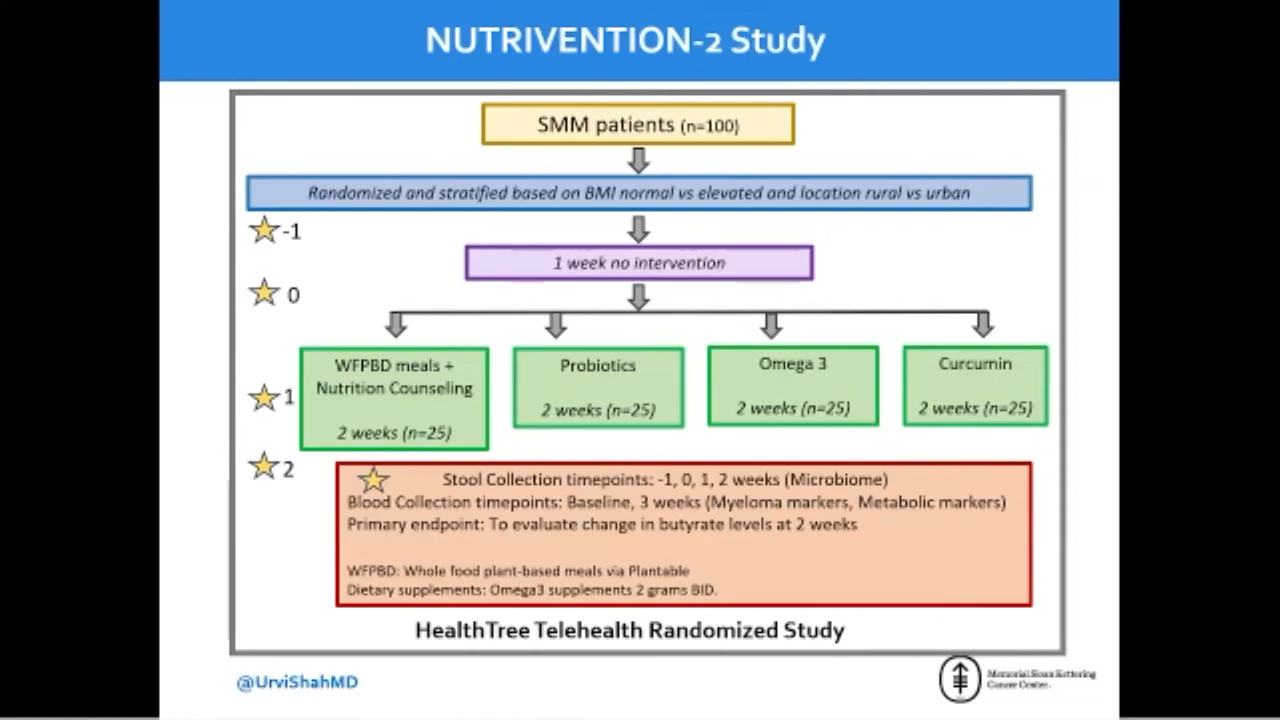 NUTRIVENTION-2 Study
SMM patients (n=100)
Randomized and stratified based on BMI normal vs elevated and location rural vs urban
-1
1 week no intervention
0
WFPBD meals +
Nutrition Counseling
2 weeks (n=25)
Probiotics
2 weeks (n=25)
Omega 3
2 weeks (n=25)
Curcumin
2 weeks (n=25)
1
2
Stool Collection timepoints: -1, 0, 1, 2 weeks (Microbiome)
Blood Collection timepoints: Baseline, 3 weeks (Myeloma markers, Metabolic markers)
Primary endpoint: To evaluate change in butyrate levels at 2 weeks
WFPBD: Whole food plant-based meals via Plantable
Dietary supplements: Omega3 supplements 2 grams BID.
HealthTree Telehealth Randomized Study
@UrviShahMD
Memorial Sloan Kettering
Cancer Center.